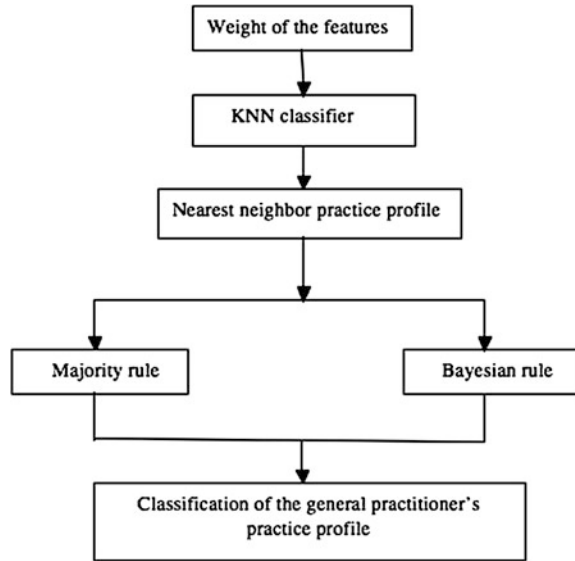 Weight of the features
KNN classifier
Nearest neighbor practice profile
Majority rule
Bayesian rule
Classification of the general practitioner's
practice profile